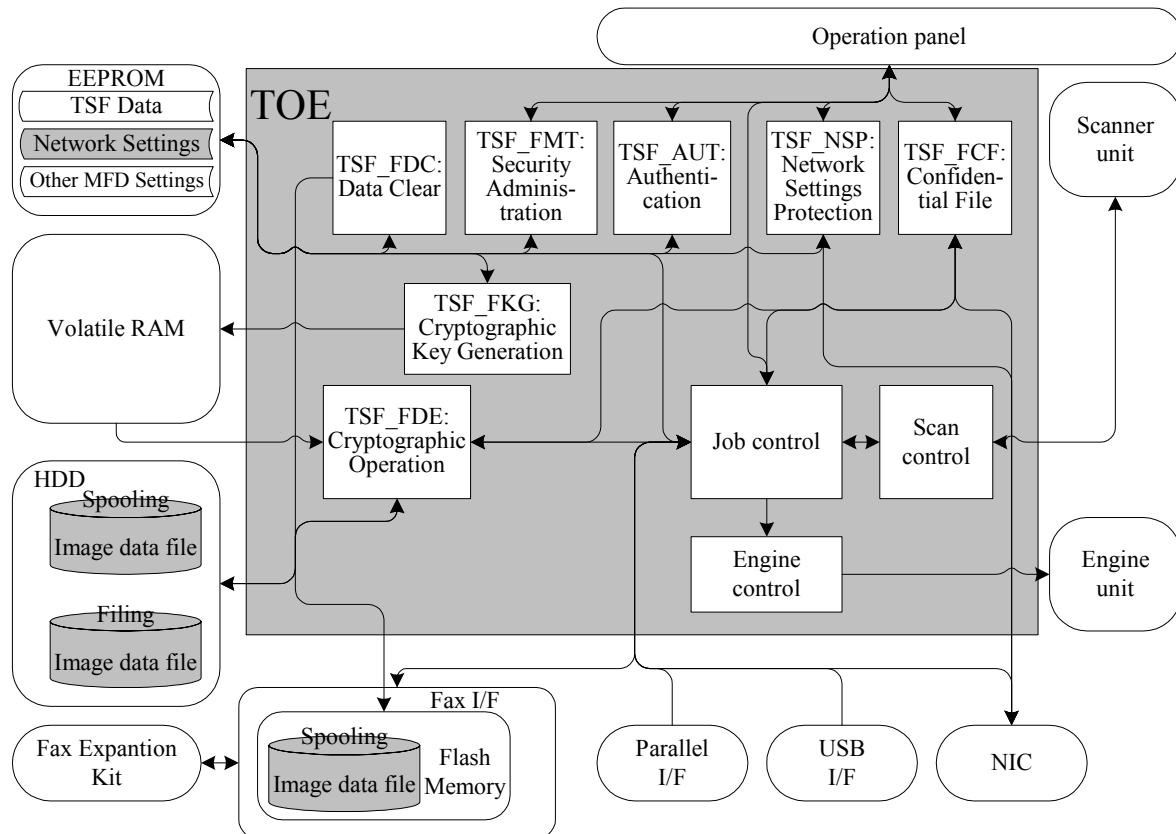 Operation panel
EEPROM
TSF Data
Network Settings
Other MFD Settings
TOE
TSF_FDC:
Data Clear
TSF_FMT:
Security
Adminis-
tration
TSF_AUT:
Authenti-
cation
TSF_NSP:
Network
Settings
Protection
TSF_FCF:
Confiden-
tial File
Scanner
unit
Volatile RAM
TSF_FKG:
Cryptographic
Key Generation
TSF_FDE:
Cryptographic
Operation
Job control
Scan
control
HDD
Spooling
Image data file
Filing
Image data file
Engine
control
Engine
unit
Fax I/F
Spooling
Image data file
Flash
Memory
Fax Expantion
Kit
Parallel
I/F
USB
I/F
NIC